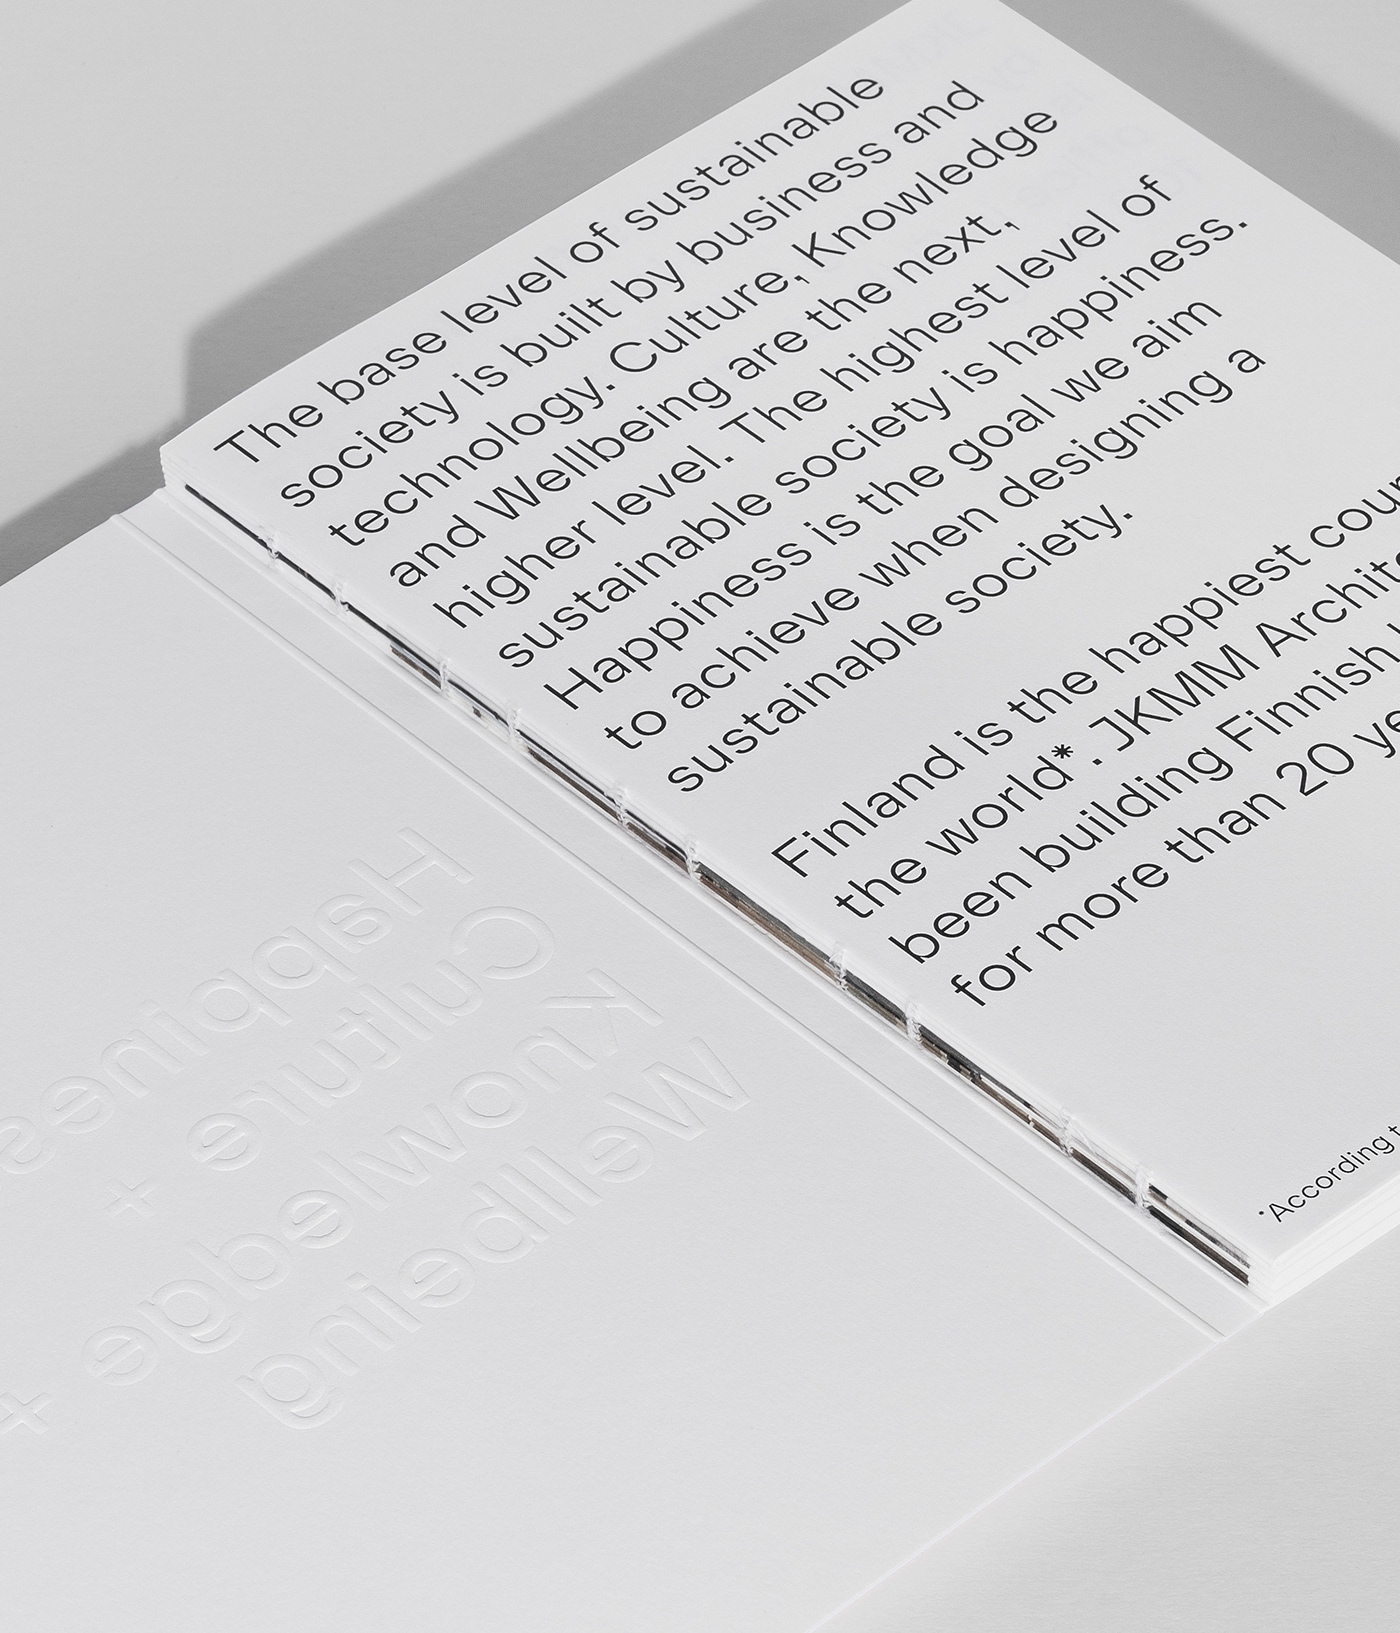 The base level of sustainable
society is built by business and
technology. Culture, Knowledge
and Wellbeing are the next,
higher level. The highest level of
sustainable society is happiness.
Happiness is the goal we aim
to achieve when designing a
sustainable society.
Finland is the happiest
the world*. JKMM
been building Finnish
for more than 20
*According
Happiness
Culture +
Knowledge +
Wellbeing